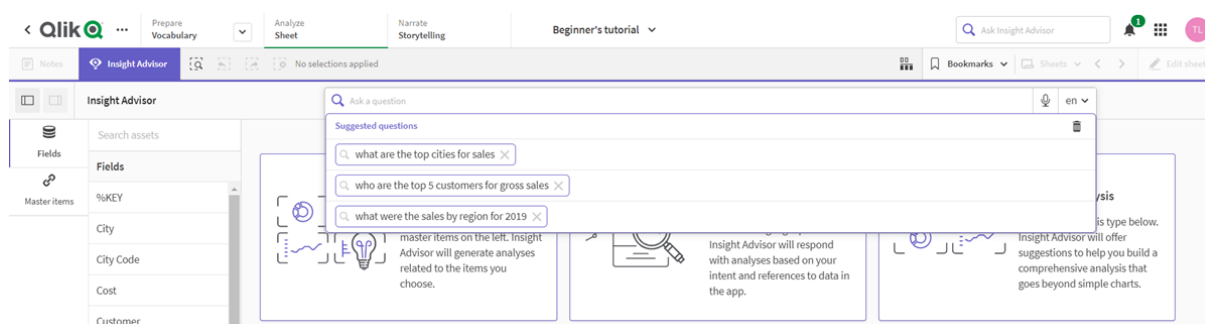 Qlik
Prepare
Vocabulary
Analyze
Sheet
Narrate
Storytelling
Beginner's tutorial
Ask Insight Advisor
1
TL
Notes
Insight Advisor
No selections applied
Bookmarks
Sheets
Edit sheet
Insight Advisor
Ask a question
en
Fields
Master items
Search assets
Fields
%KEY
City
City Code
Cost
Customer
Suggested questions
what are the top cities for sales
who are the top 5 customers for gross sales
what were the sales by region for 2019
master items on the left. Insight
Advisor will generate analyses
related to the items you
choose.
Insight Advisor will respond
with analyses based on your
intent and references to data in
the app.
type below.
Insight Advisor will offer
suggestions to help you build a
comprehensive analysis that
goes beyond simple charts.